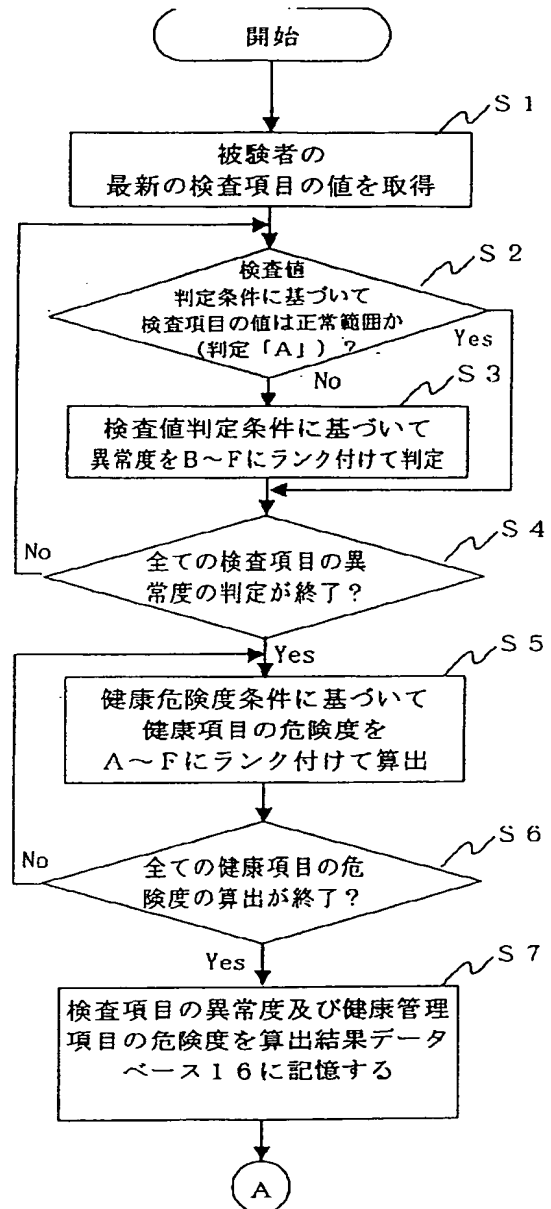 開始
S1
被験者の
最新の検査項目の値を取得
S2
検査値
判定条件に基づいて
検査項目の値は正常範囲か
(判定「A」)?
Yes
No
S3
検査値判定条件に基づいて
異常度をB~Fにランク付けて判定
S4
No
全ての検査項目の異
常度の判定が終了?
Yes
S5
健康危険度条件に基づいて
健康項目の危険度を
A~Fにランク付けて算出
S6
No
全ての健康項目の危
険度の算出が終了?
Yes
S7
検査項目の異常度及び健康管理
項目の危険度を算出結果データ
ベース16に記憶する
A